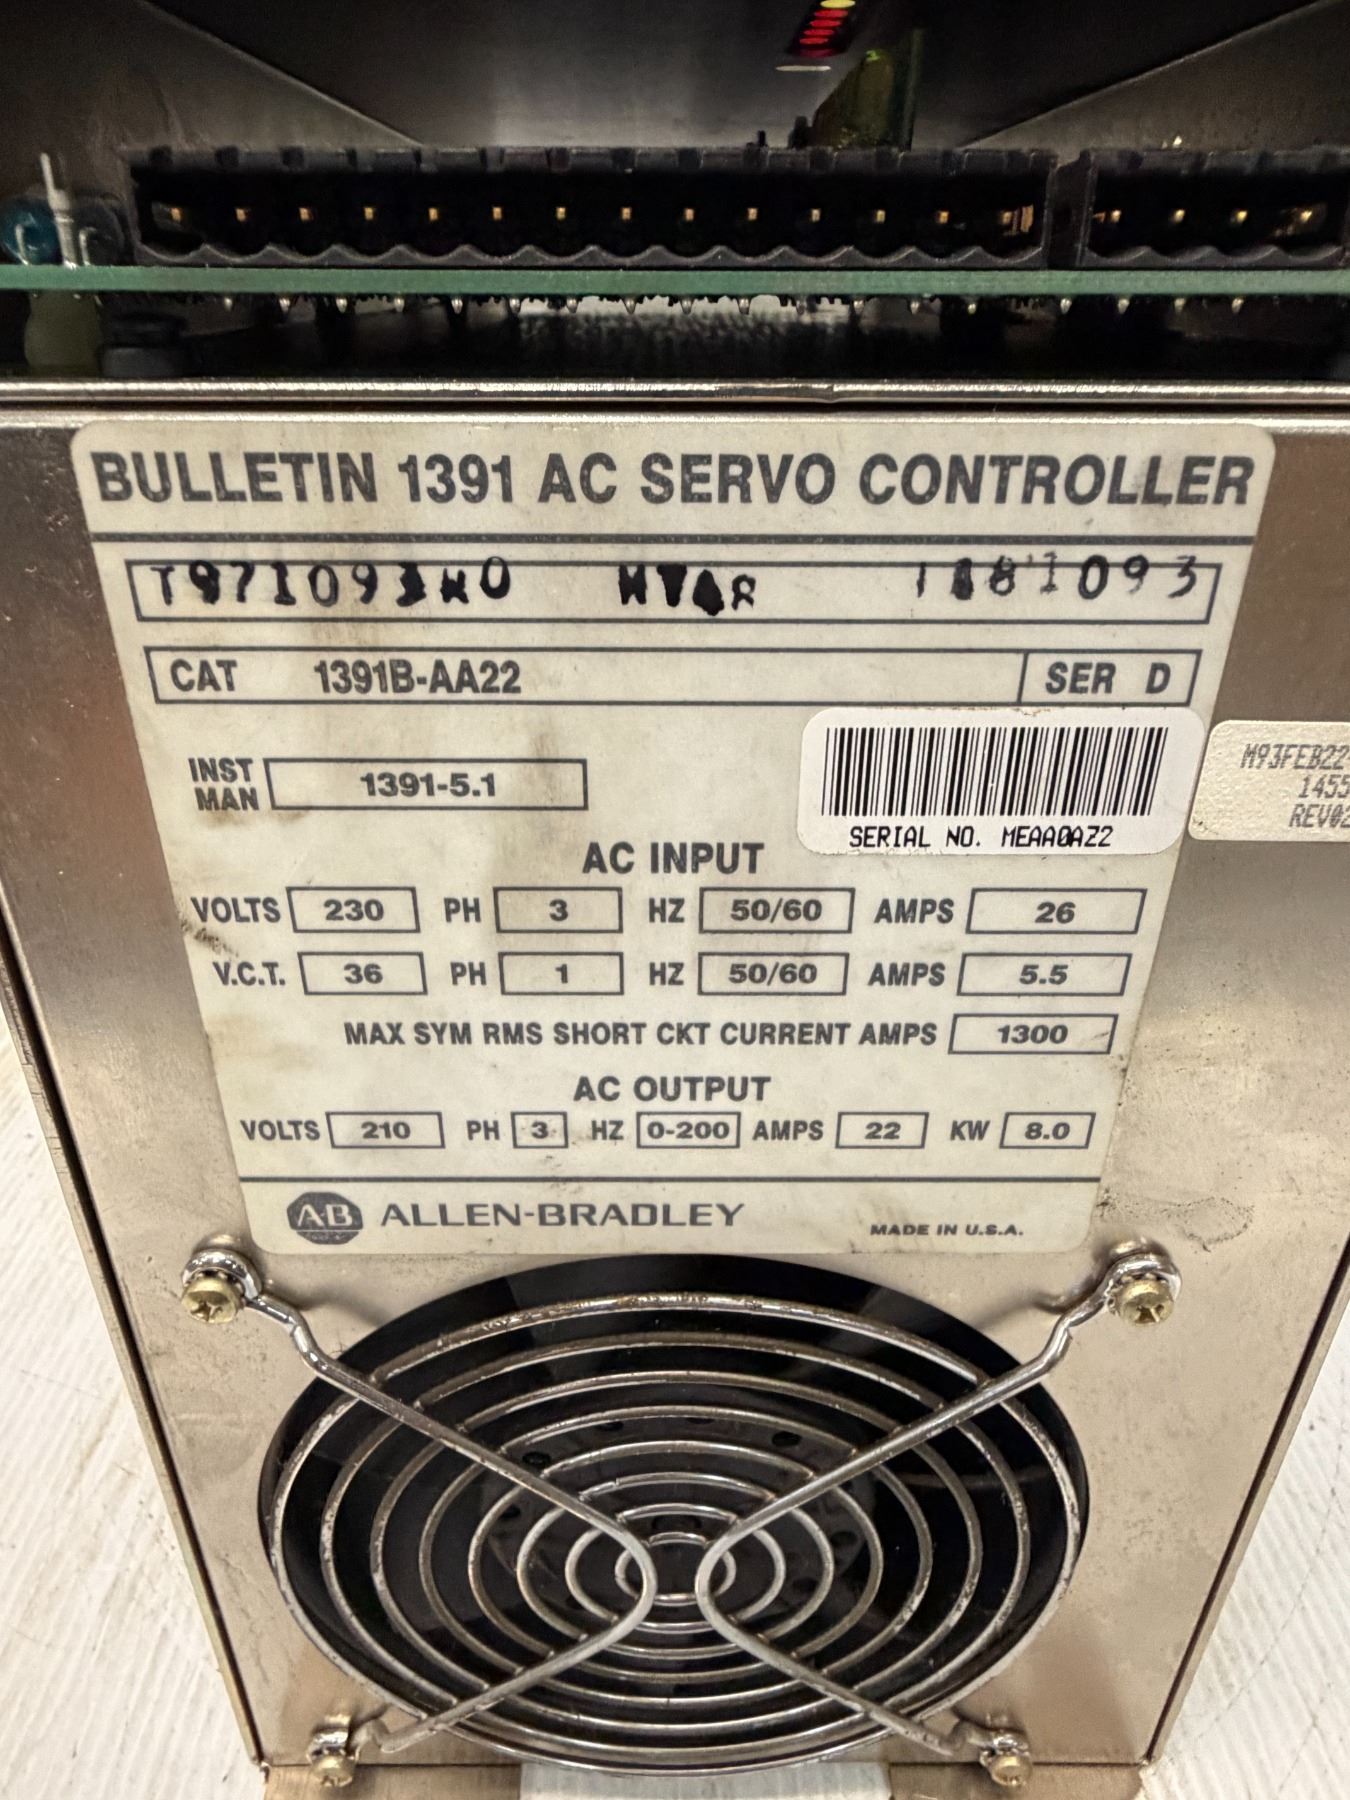 BULLETIN 1391 AC SERVO CONTROLLER
CAT 1391B-AA22 SER D
INST MAN 1391-5.1
SERIAL NO. MEAA0AZ2
M93FEB22
1455
REV02
AC INPUT
VOLTS 230 PH 3 HZ 50/60 AMPS 26
V.C.T. 36 PH 1 HZ 50/60 AMPS 5.5
MAX SYM RMS SHORT CKT CURRENT AMPS 1300
AC OUTPUT
VOLTS 210 PH 3 HZ 0-200 AMPS 22 KW 8.0
AB ALLEN-BRADLEY
MADE IN U.S.A.